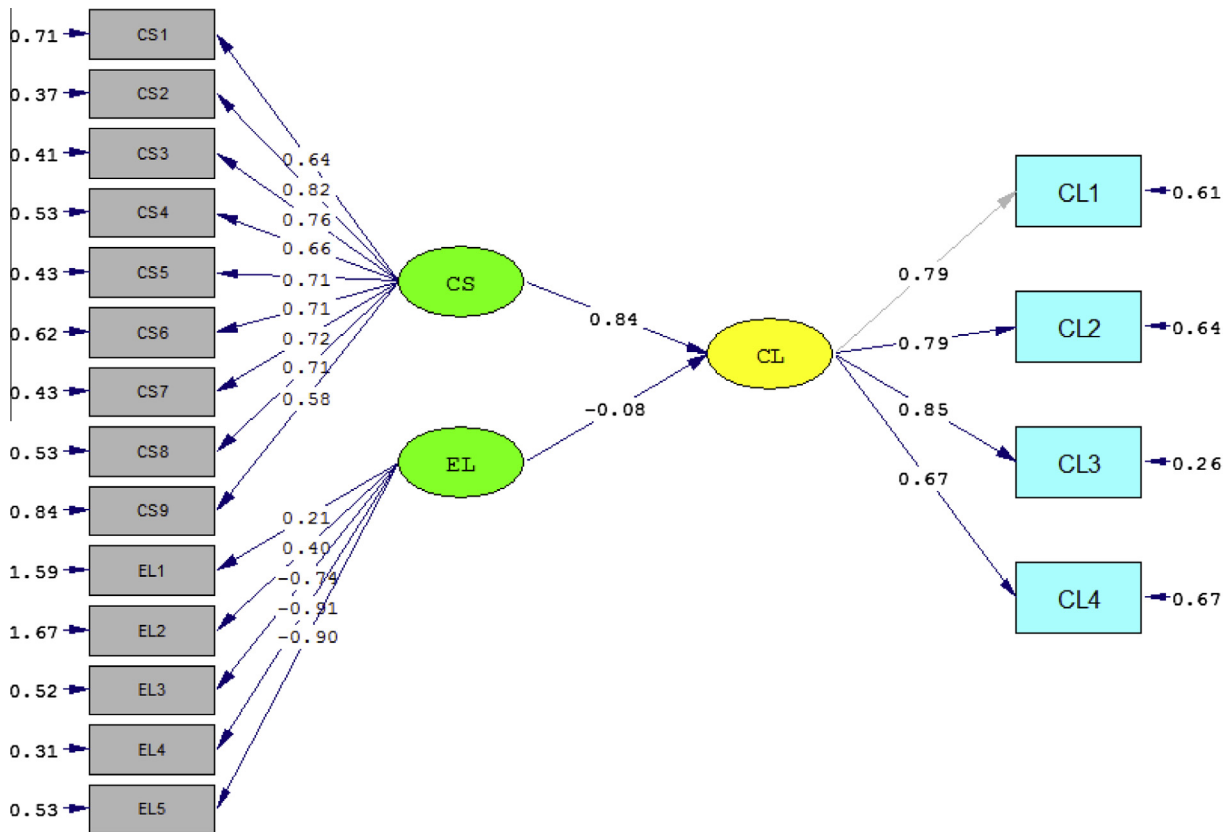 0.71 CS1
0.37 CS2
0.41 CS3
0.53 CS4
0.43 CS5
0.62 CS6
0.43 CS7
0.53 CS8
0.84 CS9
1.59 EL1
1.67 EL2
0.52 EL3
0.31 EL4
0.53 EL5
0.64
0.82
0.76
0.66
0.71
0.71
0.72
0.71
0.58
0.21
0.40
-0.74
-0.91
-0.90
CS
EL
0.84
-0.08
CL
0.79
0.79
0.85
0.67
CL1 0.61
CL2 0.64
CL3 0.26
CL4 0.67